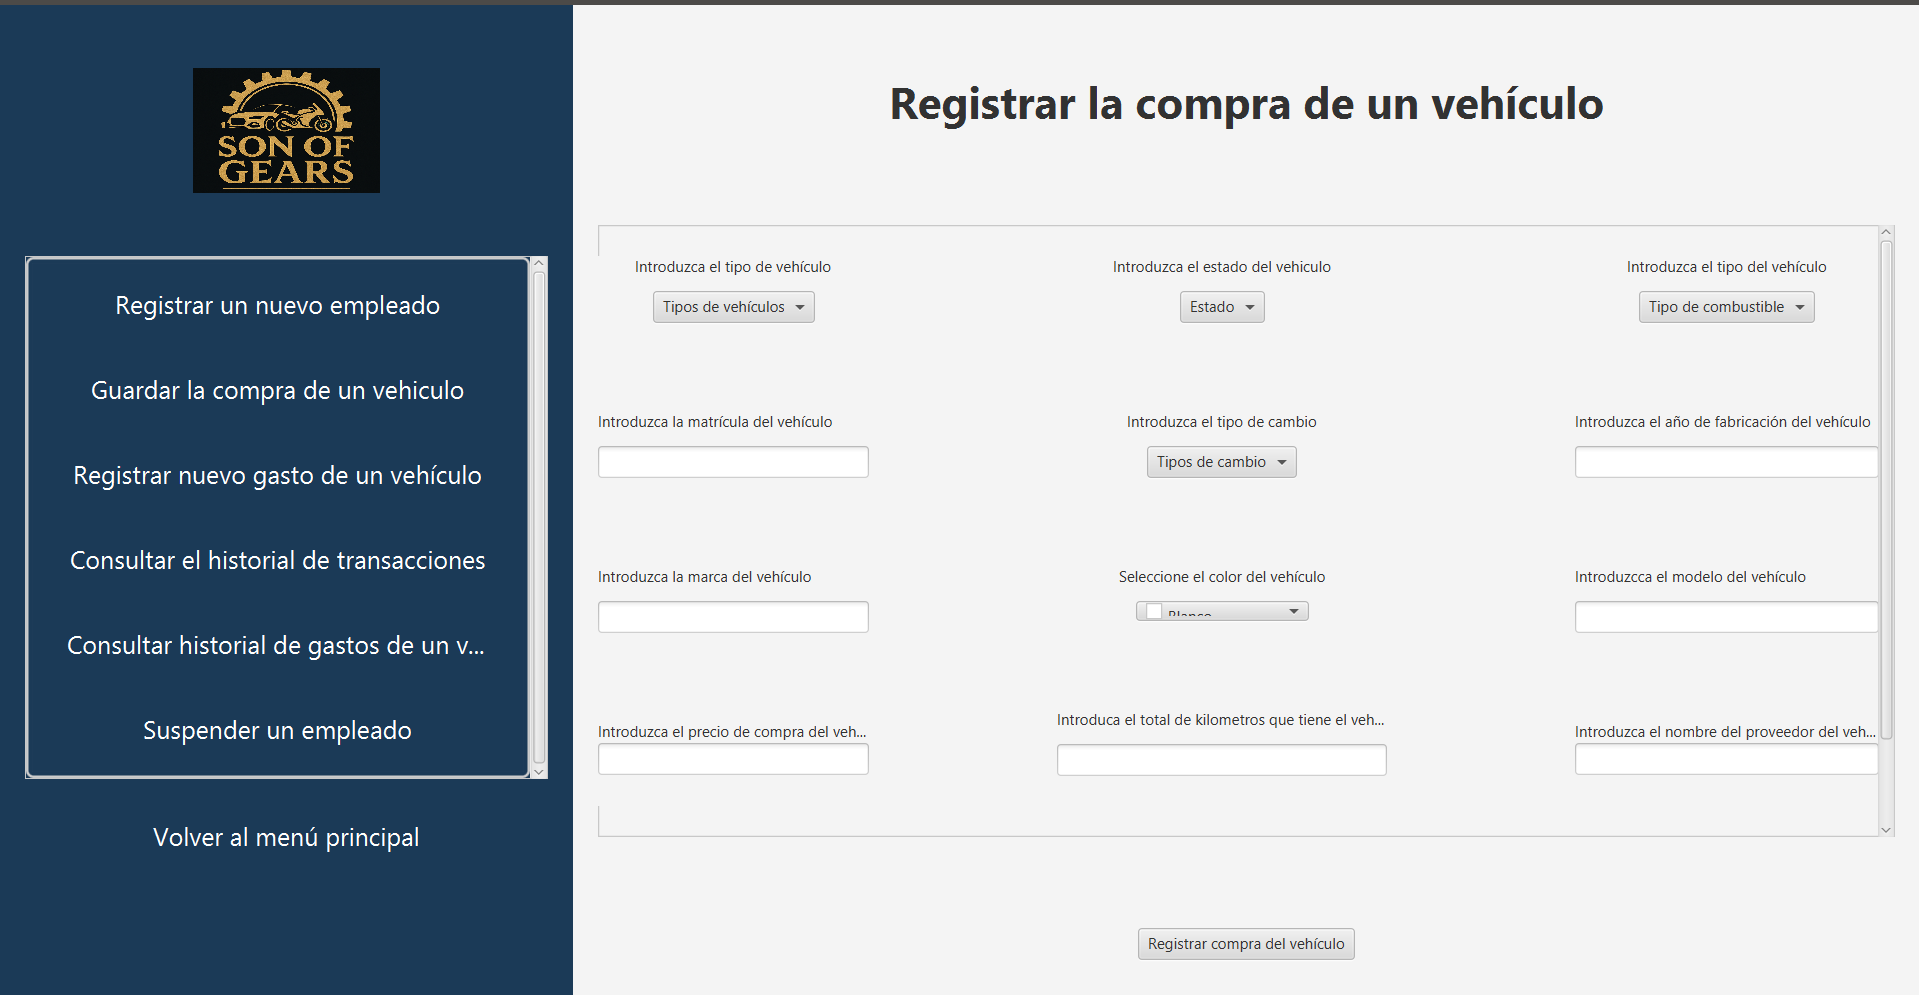 SON OF
GEARS
Registrar un nuevo empleado
Guardar la compra de un vehiculo
Registrar nuevo gasto de un vehículo
Consultar el historial de transacciones
Consultar historial de gastos de un v...
Suspender un empleado
Volver al menú principal
Registrar la compra de un vehículo
Introduzca el tipo de vehículo
Introduzca el estado del vehiculo
Introduzca el tipo del vehículo
Tipos de vehículos
Estado
Tipo de combustible
Introduzca la matrícula del vehículo
Introduzca el tipo de cambio
Introduzca el año de fabricación del vehículo
Tipos de cambio
Introduzca la marca del vehículo
Seleccione el color del vehículo
Introduzcca el modelo del vehículo
Blanco
Introduzca el precio de compra del veh...
Introduca el total de kilometros que tiene el veh...
Introduzca el nombre del proveedor del veh...
Registrar compra del vehículo